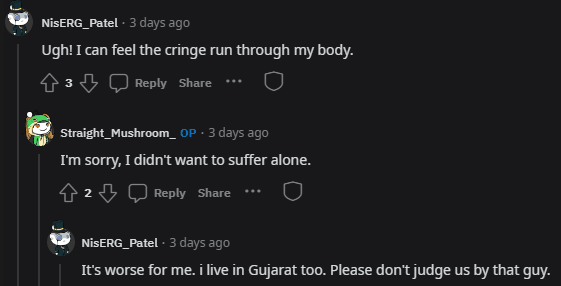 NisERG_Patel · 3 days ago
Ugh! I can feel the cringe run through my body.
3 Reply Share ···
Straight_Mushroom_ OP · 3 days ago
I'm sorry, I didn't want to suffer alone.
2 Reply Share ···
NisERG_Patel · 3 days ago
It's worse for me. i live in Gujarat too. Please don't judge us by that guy.